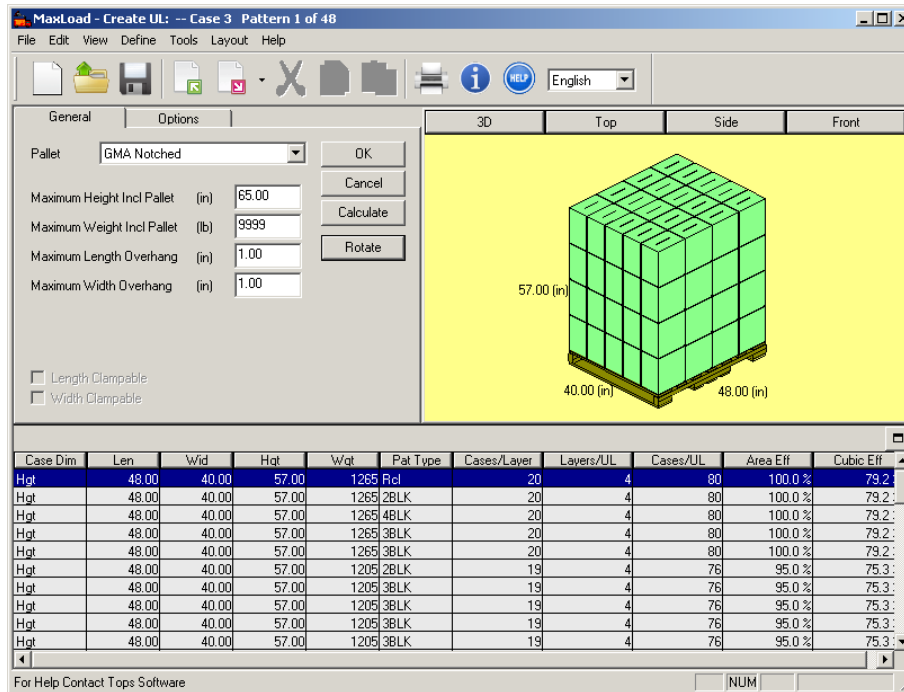 MaxLoad - Create UL: -- Case 3 Pattern 1 of 48
File Edit View Define Tools Layout Help
HELP English
General Options
3D Top Side Front
Pallet GMA Notched OK
Cancel
Maximum Height Incl Pallet (in) 65.00
Calculate
Maximum Weight Incl Pallet (lb) 9999
Rotate
Maximum Length Overhang (in) 1.00
Maximum Width Overhang (in) 1.00
57.00 (in)
Length Clampable
Width Clampable
40.00 (in) 48.00 (in)
Case Dim Len Wid Hgt Wgt Pat Type Cases/Layer Layers/UL Cases/UL Area Eff Cubic Eff
Hgt 48.00 40.00 57.00 1265 Rcl 20 4 80 100.0 % 79.2
Hgt 48.00 40.00 57.00 1265 2BLK 20 4 80 100.0 % 79.2
Hgt 48.00 40.00 57.00 1265 4BLK 20 4 80 100.0 % 79.2
Hgt 48.00 40.00 57.00 1265 3BLK 20 4 80 100.0 % 79.2
Hgt 48.00 40.00 57.00 1265 3BLK 20 4 80 100.0 % 79.2
Hgt 48.00 40.00 57.00 1205 2BLK 19 4 76 95.0 % 75.3
Hgt 48.00 40.00 57.00 1205 3BLK 19 4 76 95.0 % 75.3
Hgt 48.00 40.00 57.00 1205 3BLK 19 4 76 95.0 % 75.3
Hgt 48.00 40.00 57.00 1205 3BLK 19 4 76 95.0 % 75.3
Hgt 48.00 40.00 57.00 1205 3BLK 19 4 76 95.0 % 75.3
For Help Contact Tops Software NUM